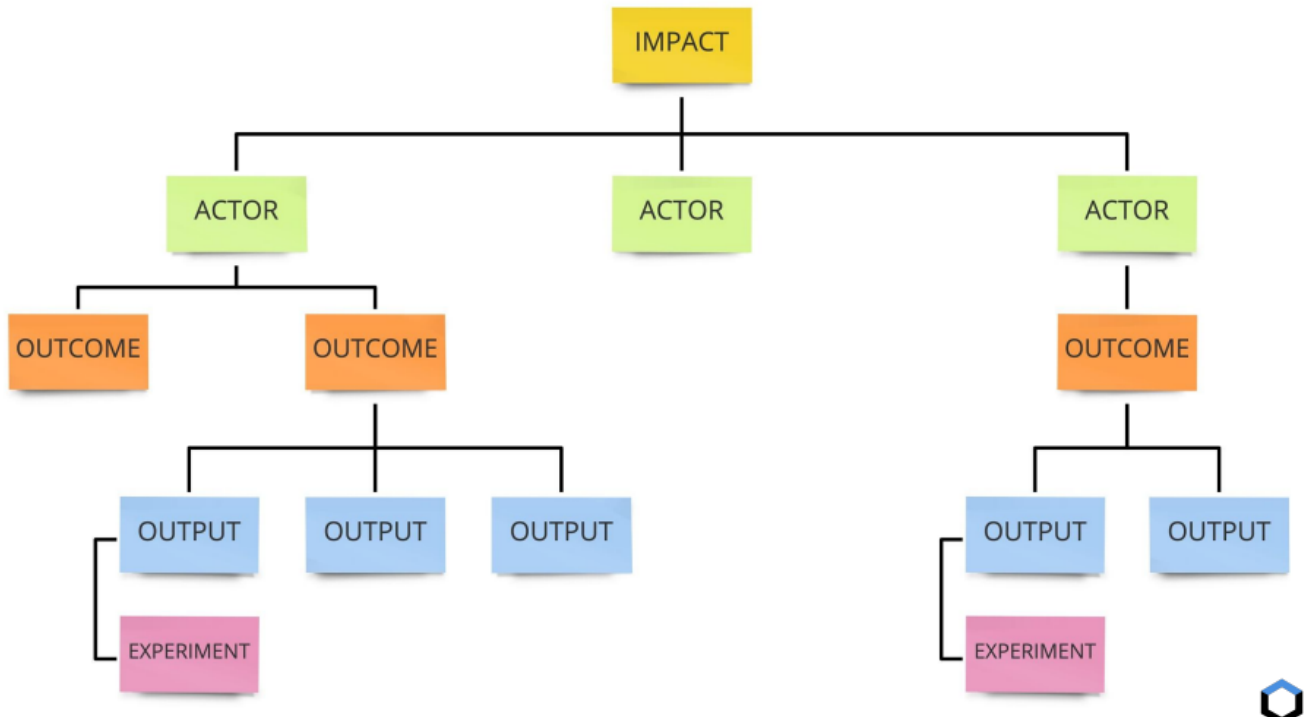 IMPACT
ACTOR
ACTOR
ACTOR
OUTCOME
OUTCOME
OUTCOME
OUTPUT
OUTPUT
OUTPUT
OUTPUT
OUTPUT
EXPERIMENT
EXPERIMENT